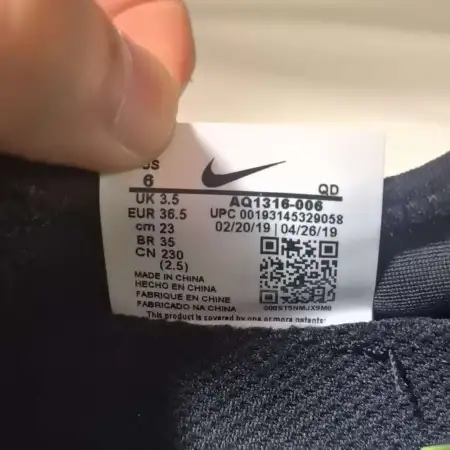 US
6
UK 3.5
EUR 36.5
cm 23
BR 35
CN 230
(2.5)
MADE IN CHINA
HECHO EN CHINA
FABRIQUE EN CHINE
FABRICADO NA CHINA
QD
AQ1316-006
UPC 00193145329058
02/20/19 | 04/26/19
This product is covered by one or more patents: